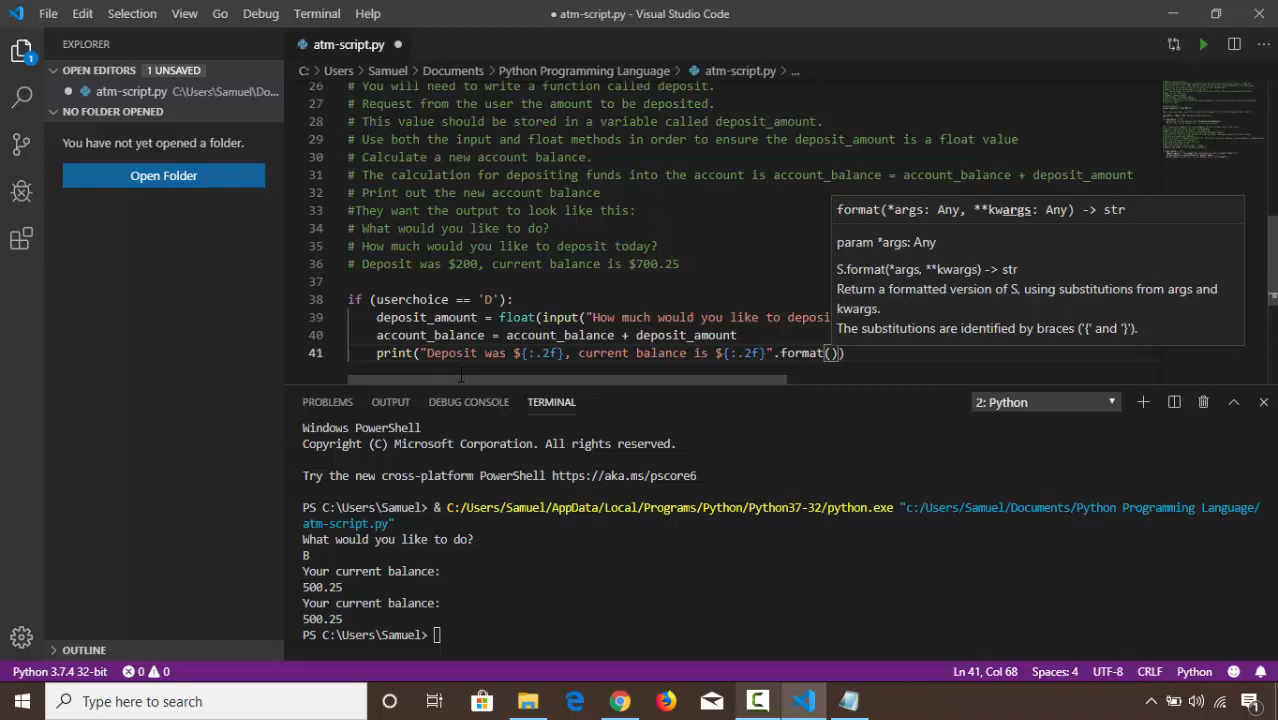 File Edit Selection View Go Debug Terminal Help
● atm-script.py - Visual Studio Code
EXPLORER
atm-script.py
OPEN EDITORS 1 UNSAVED
atm-script.py C:\Users\Samuel\Do...
NO FOLDER OPENED
You have not yet opened a folder.
Open Folder
OUTLINE
1
C: > Users > Samuel > Documents > Python Programming Language > atm-script.py > ...
26 # You will need to write a function called deposit.
27 # Request from the user the amount to be deposited.
28 # This value should be stored in a variable called deposit_amount.
29 # Use both the input and float methods in order to ensure the deposit_amount is a float value
30 # Calculate a new account balance.
31 # The calculation for depositing funds into the account is account_balance = account_balance + deposit_amount
32 # Print out the new account balance
33 #They want the output to look like this:
34 # What would you like to do?
35 # How much would you like to deposit today?
36 # Deposit was $200, current balance is $700.25
37
38 if (userchoice == 'D'):
39 deposit_amount = float(input("How much would you like to deposi
40 account_balance = account_balance + deposit_amount
41 print("Deposit was ${:.2f}, current balance is ${:.2f}".format())
format(*args: Any, **kwargs: Any) -> str
param *args: Any
S.format(*args, **kwargs) -> str
Return a formatted version of S, using substitutions from args and
kwargs.
The substitutions are identified by braces ('{' and '}').
PROBLEMS OUTPUT DEBUG CONSOLE TERMINAL
2: Python
Windows PowerShell
Copyright (C) Microsoft Corporation. All rights reserved.
Try the new cross-platform PowerShell https://aka.ms/pscore6
PS C:\Users\Samuel> & C:/Users/Samuel/AppData/Local/Programs/Python/Python37-32/python.exe "c:/Users/Samuel/Documents/Python Programming Language/
atm-script.py"
What would you like to do?
B
Your current balance:
500.25
Your current balance:
500.25
PS C:\Users\Samuel>
Python 3.7.4 32-bit 0 0
Ln 41, Col 68 Spaces: 4 UTF-8 CRLF Python
Type here to search
1